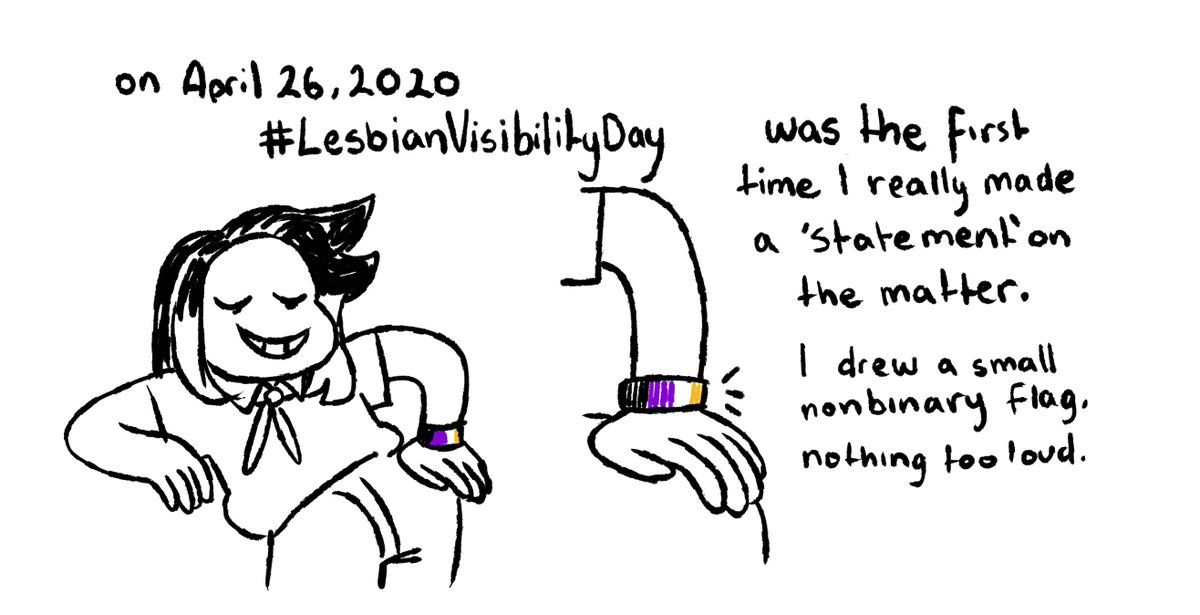 on April 26, 2020
#LesbianVisibilityDay
was the first
time I really made
a 'statement' on
the matter.
I drew a small
nonbinary flag.
nothing too loud.